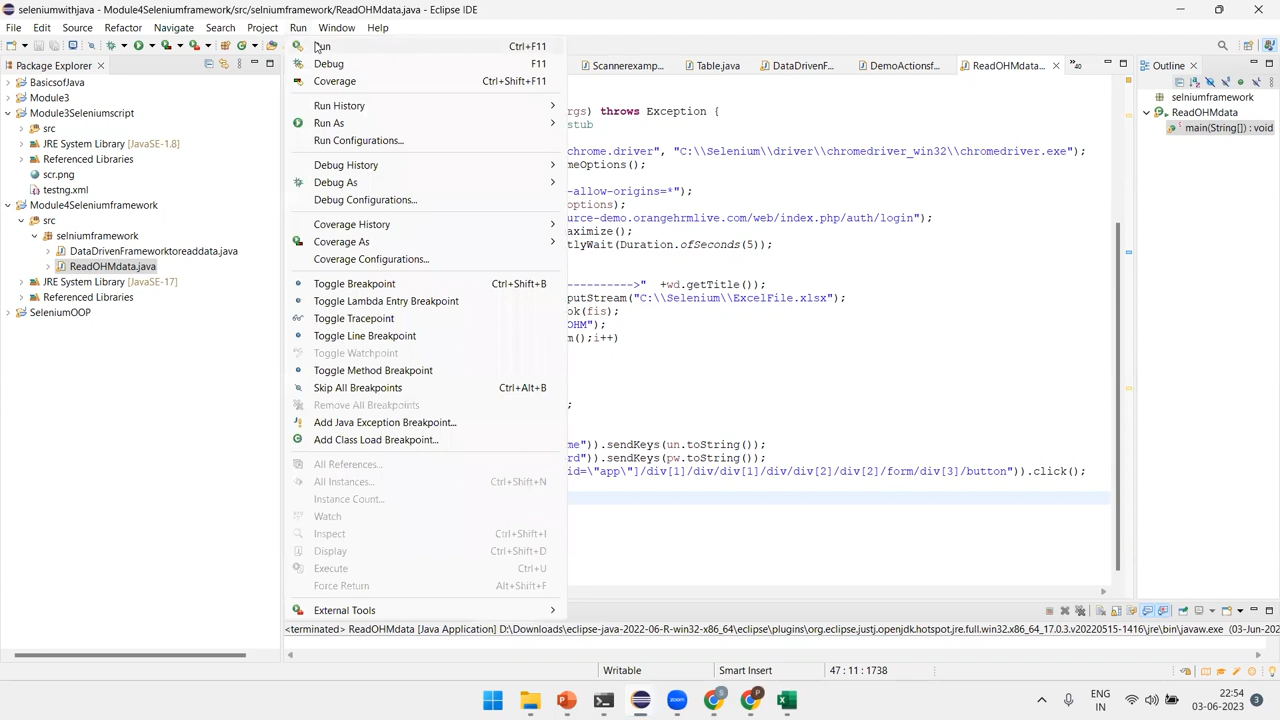 seleniumwithjava - Module4Seleniumframework/src/selniumframework/ReadOHMdata.java - Eclipse IDE
File Edit Source Refactor Navigate Search Project Run Window Help
Package Explorer
BasicsofJava
Module3
Module3Seleniumscript
src
JRE System Library [JavaSE-1.8]
Referenced Libraries
scr.png
testng.xml
Module4Seleniumframework
src
selniumframework
DataDrivenFrameworktoreaddata.java
ReadOHMdata.java
JRE System Library [JavaSE-17]
Referenced Libraries
SeleniumOOP
Ctrl+F11
Debug F11
Coverage Ctrl+Shift+F11
Run History
Run As
Run Configurations...
Debug History
Debug As
Debug Configurations...
Coverage History
Coverage As
Coverage Configurations...
Toggle Breakpoint Ctrl+Shift+B
Toggle Lambda Entry Breakpoint
Toggle Tracepoint
Toggle Line Breakpoint
Toggle Watchpoint
Toggle Method Breakpoint
Skip All Breakpoints Ctrl+Alt+B
Remove All Breakpoints
Add Java Exception Breakpoint...
Add Class Load Breakpoint...
All References...
All Instances... Ctrl+Shift+N
Instance Count...
Watch
Inspect Ctrl+Shift+I
Display Ctrl+Shift+D
Execute Ctrl+U
Force Return Alt+Shift+F
External Tools
Scannerexamp... Table.java DataDrivenF... DemoActionsf... ReadOHMdata... 40
args) throws Exception {
stub
chrome.driver", "C:\\Selenium\\driver\\chromedriver_win32\\chromedriver.exe");
meOptions();
-allow-origins=*");
options);
ource-demo.orangehrmlive.com/web/index.php/auth/login");
aximize();
tlyWait(Duration.ofSeconds(5));
---------->" +wd.getTitle());
putStream("C:\\Selenium\\ExcelFile.xlsx");
ok(fis);
OHM");
m();i++)
;
me")).sendKeys(un.toString());
rd")).sendKeys(pw.toString());
id=\"app\"]/div[1]/div/div[1]/div/div[2]/div[2]/form/div[3]/button")).click();
Outline
selniumframework
ReadOHMdata
main(String[]) : void
<terminated> ReadOHMdata [Java Application] D:\Downloads\eclipse-java-2022-06-R-win32-x86_64\eclipse\plugins\org.eclipse.justj.openjdk.hotspot.jre.full.win32.x86_64_17.0.3.v20220515-1416\jre\bin\javaw.exe (03-Jun-202
Writable Smart Insert 47 : 11 : 1738
ENG
IN
22:54
03-06-2023
3